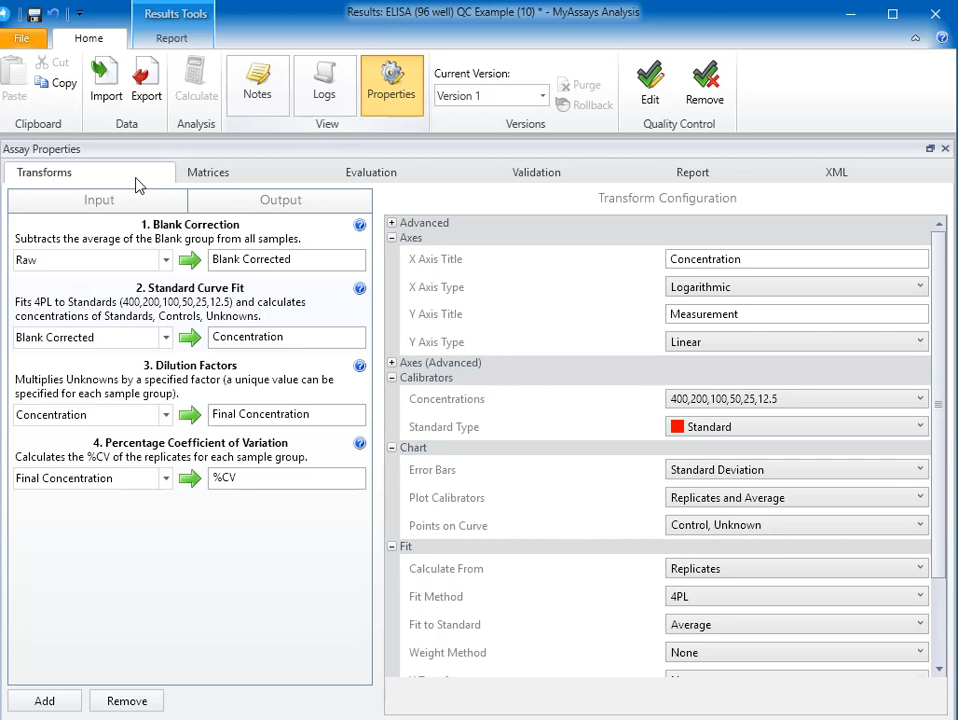 Results Tools
Results: ELISA (96 well) QC Example (10) * - MyAssays Analysis
File
Home
Report
Paste
Cut
Copy
Clipboard
Import
Export
Data
Calculate
Analysis
Notes
Logs
Properties
View
Current Version:
Version 1
Purge
Rollback
Versions
Edit
Remove
Quality Control
Assay Properties
Transforms
Matrices
Evaluation
Validation
Report
XML
Input
Output
1. Blank Correction
Subtracts the average of the Blank group from all samples.
Raw
Blank Corrected
2. Standard Curve Fit
Fits 4PL to Standards (400,200,100,50,25,12.5) and calculates
concentrations of Standards, Controls, Unknowns.
Blank Corrected
Concentration
3. Dilution Factors
Multiplies Unknowns by a specified factor (a unique value can be
specified for each sample group).
Concentration
Final Concentration
4. Percentage Coefficient of Variation
Calculates the %CV of the replicates for each sample group.
Final Concentration
%CV
Add
Remove
Transform Configuration
Advanced
Axes
X Axis Title
Concentration
X Axis Type
Logarithmic
Y Axis Title
Measurement
Y Axis Type
Linear
Axes (Advanced)
Calibrators
Concentrations
400,200,100,50,25,12.5
Standard Type
Standard
Chart
Error Bars
Standard Deviation
Plot Calibrators
Replicates and Average
Points on Curve
Control, Unknown
Fit
Calculate From
Replicates
Fit Method
4PL
Fit to Standard
Average
Weight Method
None